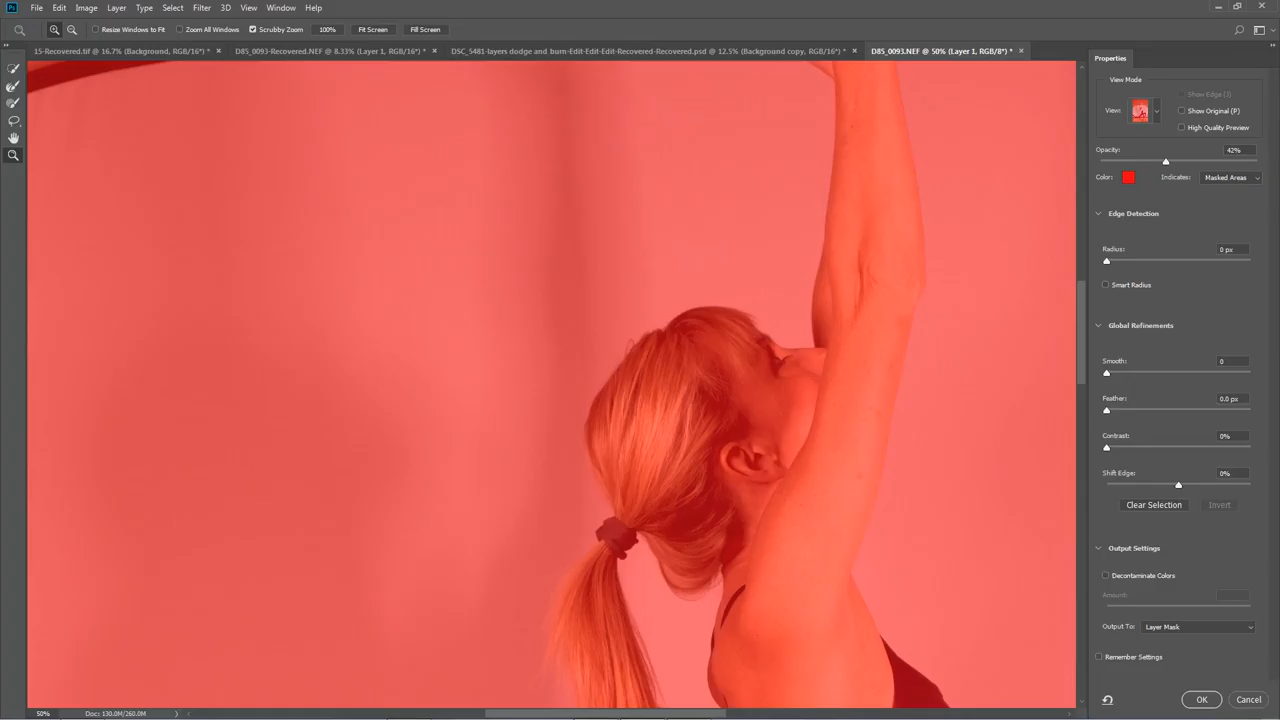 Ps File Edit Image Layer Type Select Filter 3D View Window Help
Resize Windows to Fit Zoom All Windows Scrubby Zoom 100% Fit Screen Fill Screen
15-Recovered.tif @ 16.7% (Background, RGB/16*) * × D85_0093-Recovered.NEF @ 8.33% (Layer 1, RGB/16*) * × DSC_5481-layers dodge and burn-Edit-Edit-Edit-Recovered-Recovered.psd @ 12.5% (Background copy, RGB/16*) * × D85_0093.NEF @ 50% (Layer 1, RGB/8*) * ×
Properties
View Mode
Show Edge (J)
View: Show Original (P)
High Quality Preview
Opacity: 42%
Color: Indicates: Masked Areas
Edge Detection
Radius: 0 px
Smart Radius
Global Refinements
Smooth: 0
Feather: 0.0 px
Contrast: 0%
Shift Edge: 0%
Clear Selection Invert
Output Settings
Decontaminate Colors
Amount:
Output To: Layer Mask
Remember Settings
OK Cancel
50% Doc: 130.0M/260.0M